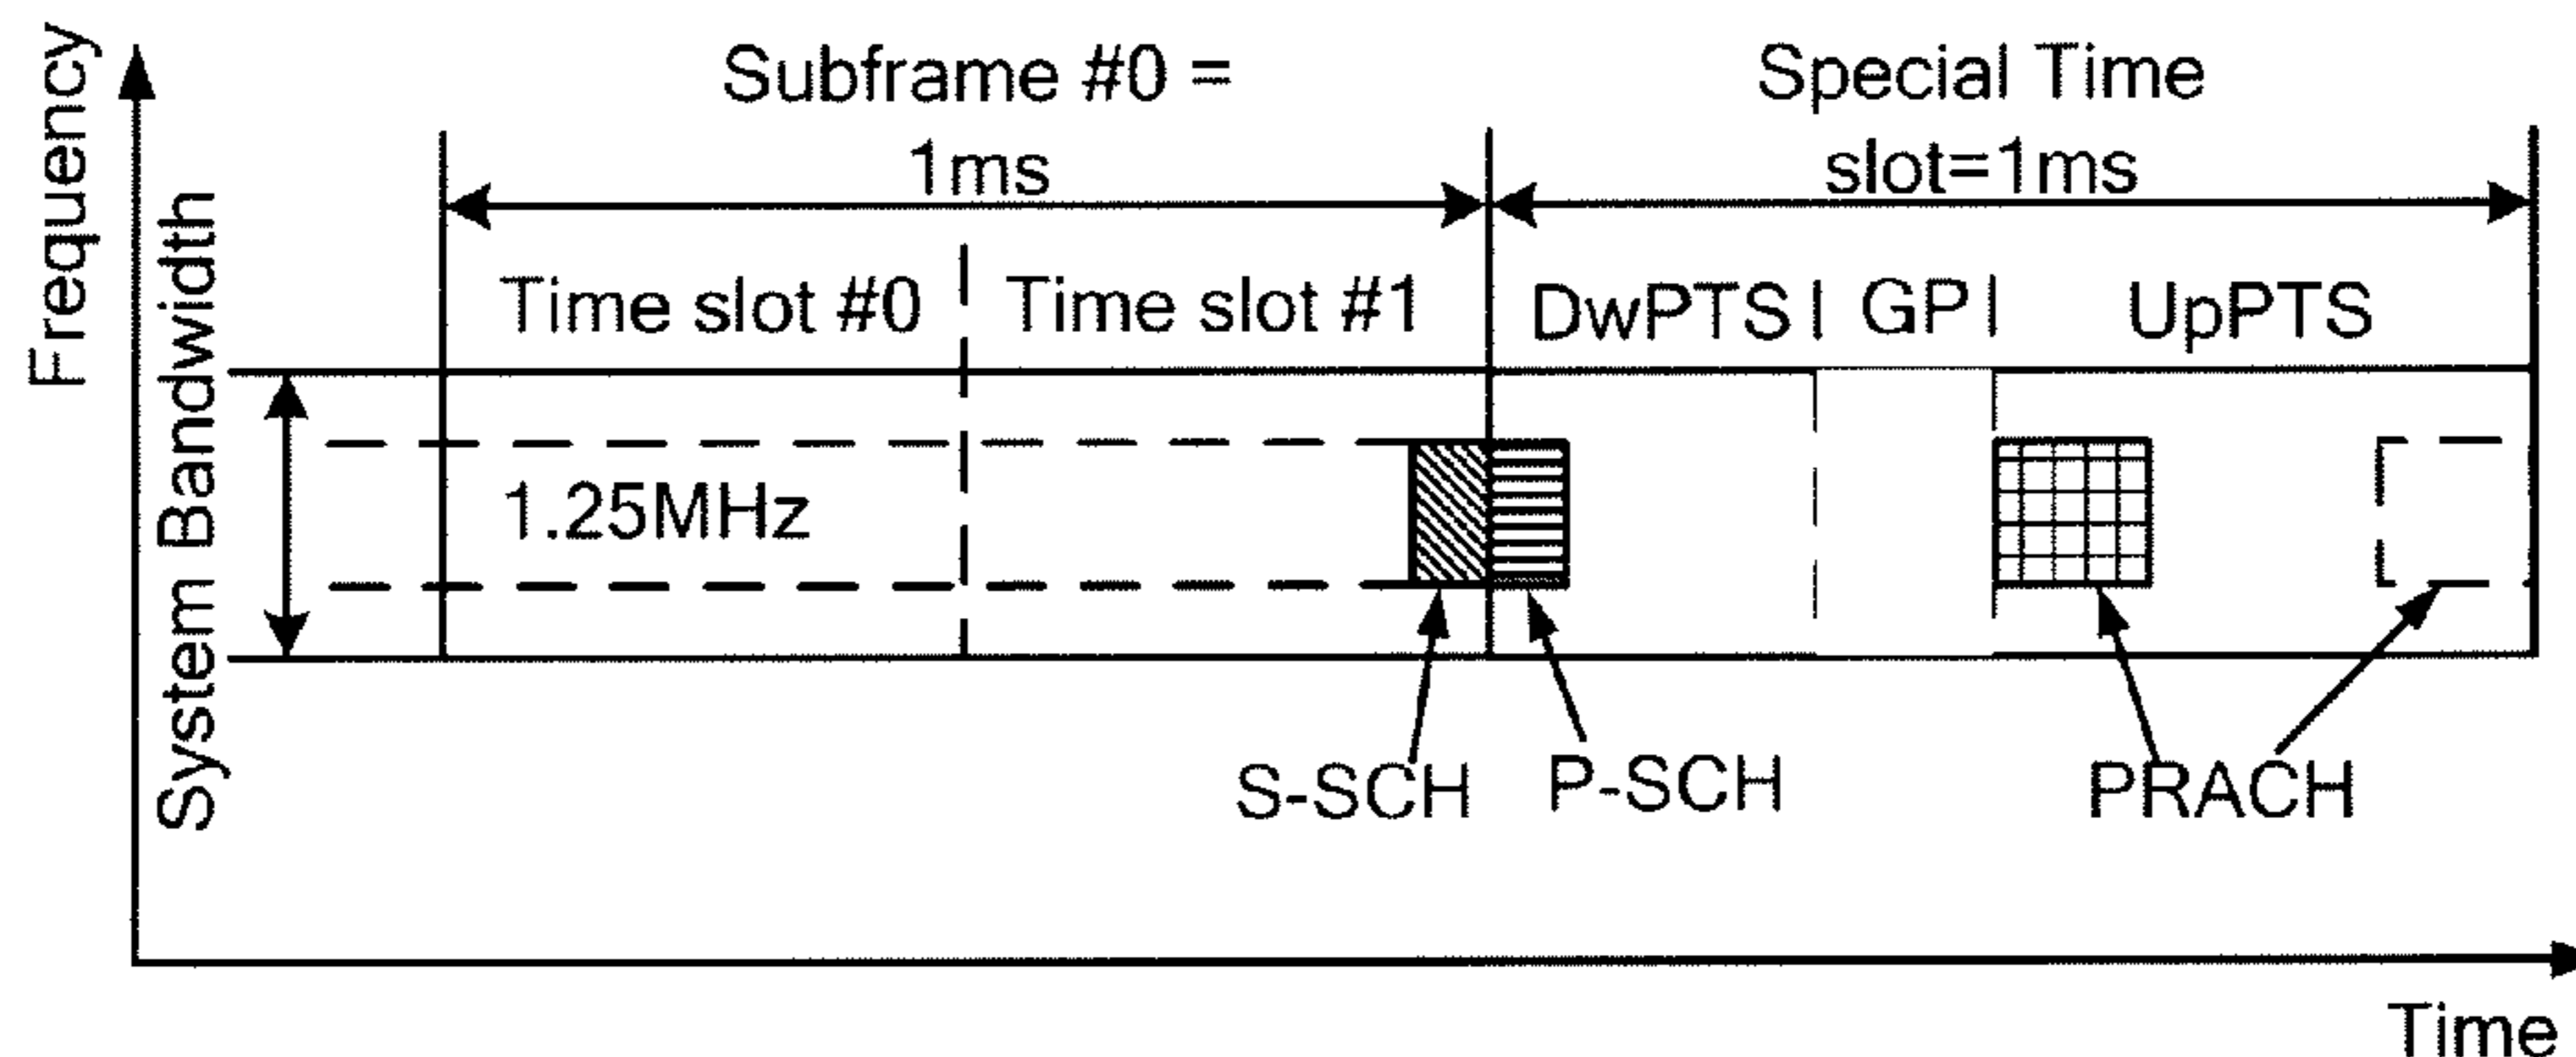 Frequency
System Bandwidth
Subframe #0 =
1ms
Special Time
slot=1ms
Time slot #0
Time slot #1
DwPTS
GP
UpPTS
1.25MHz
S-SCH
P-SCH
PRACH
Time